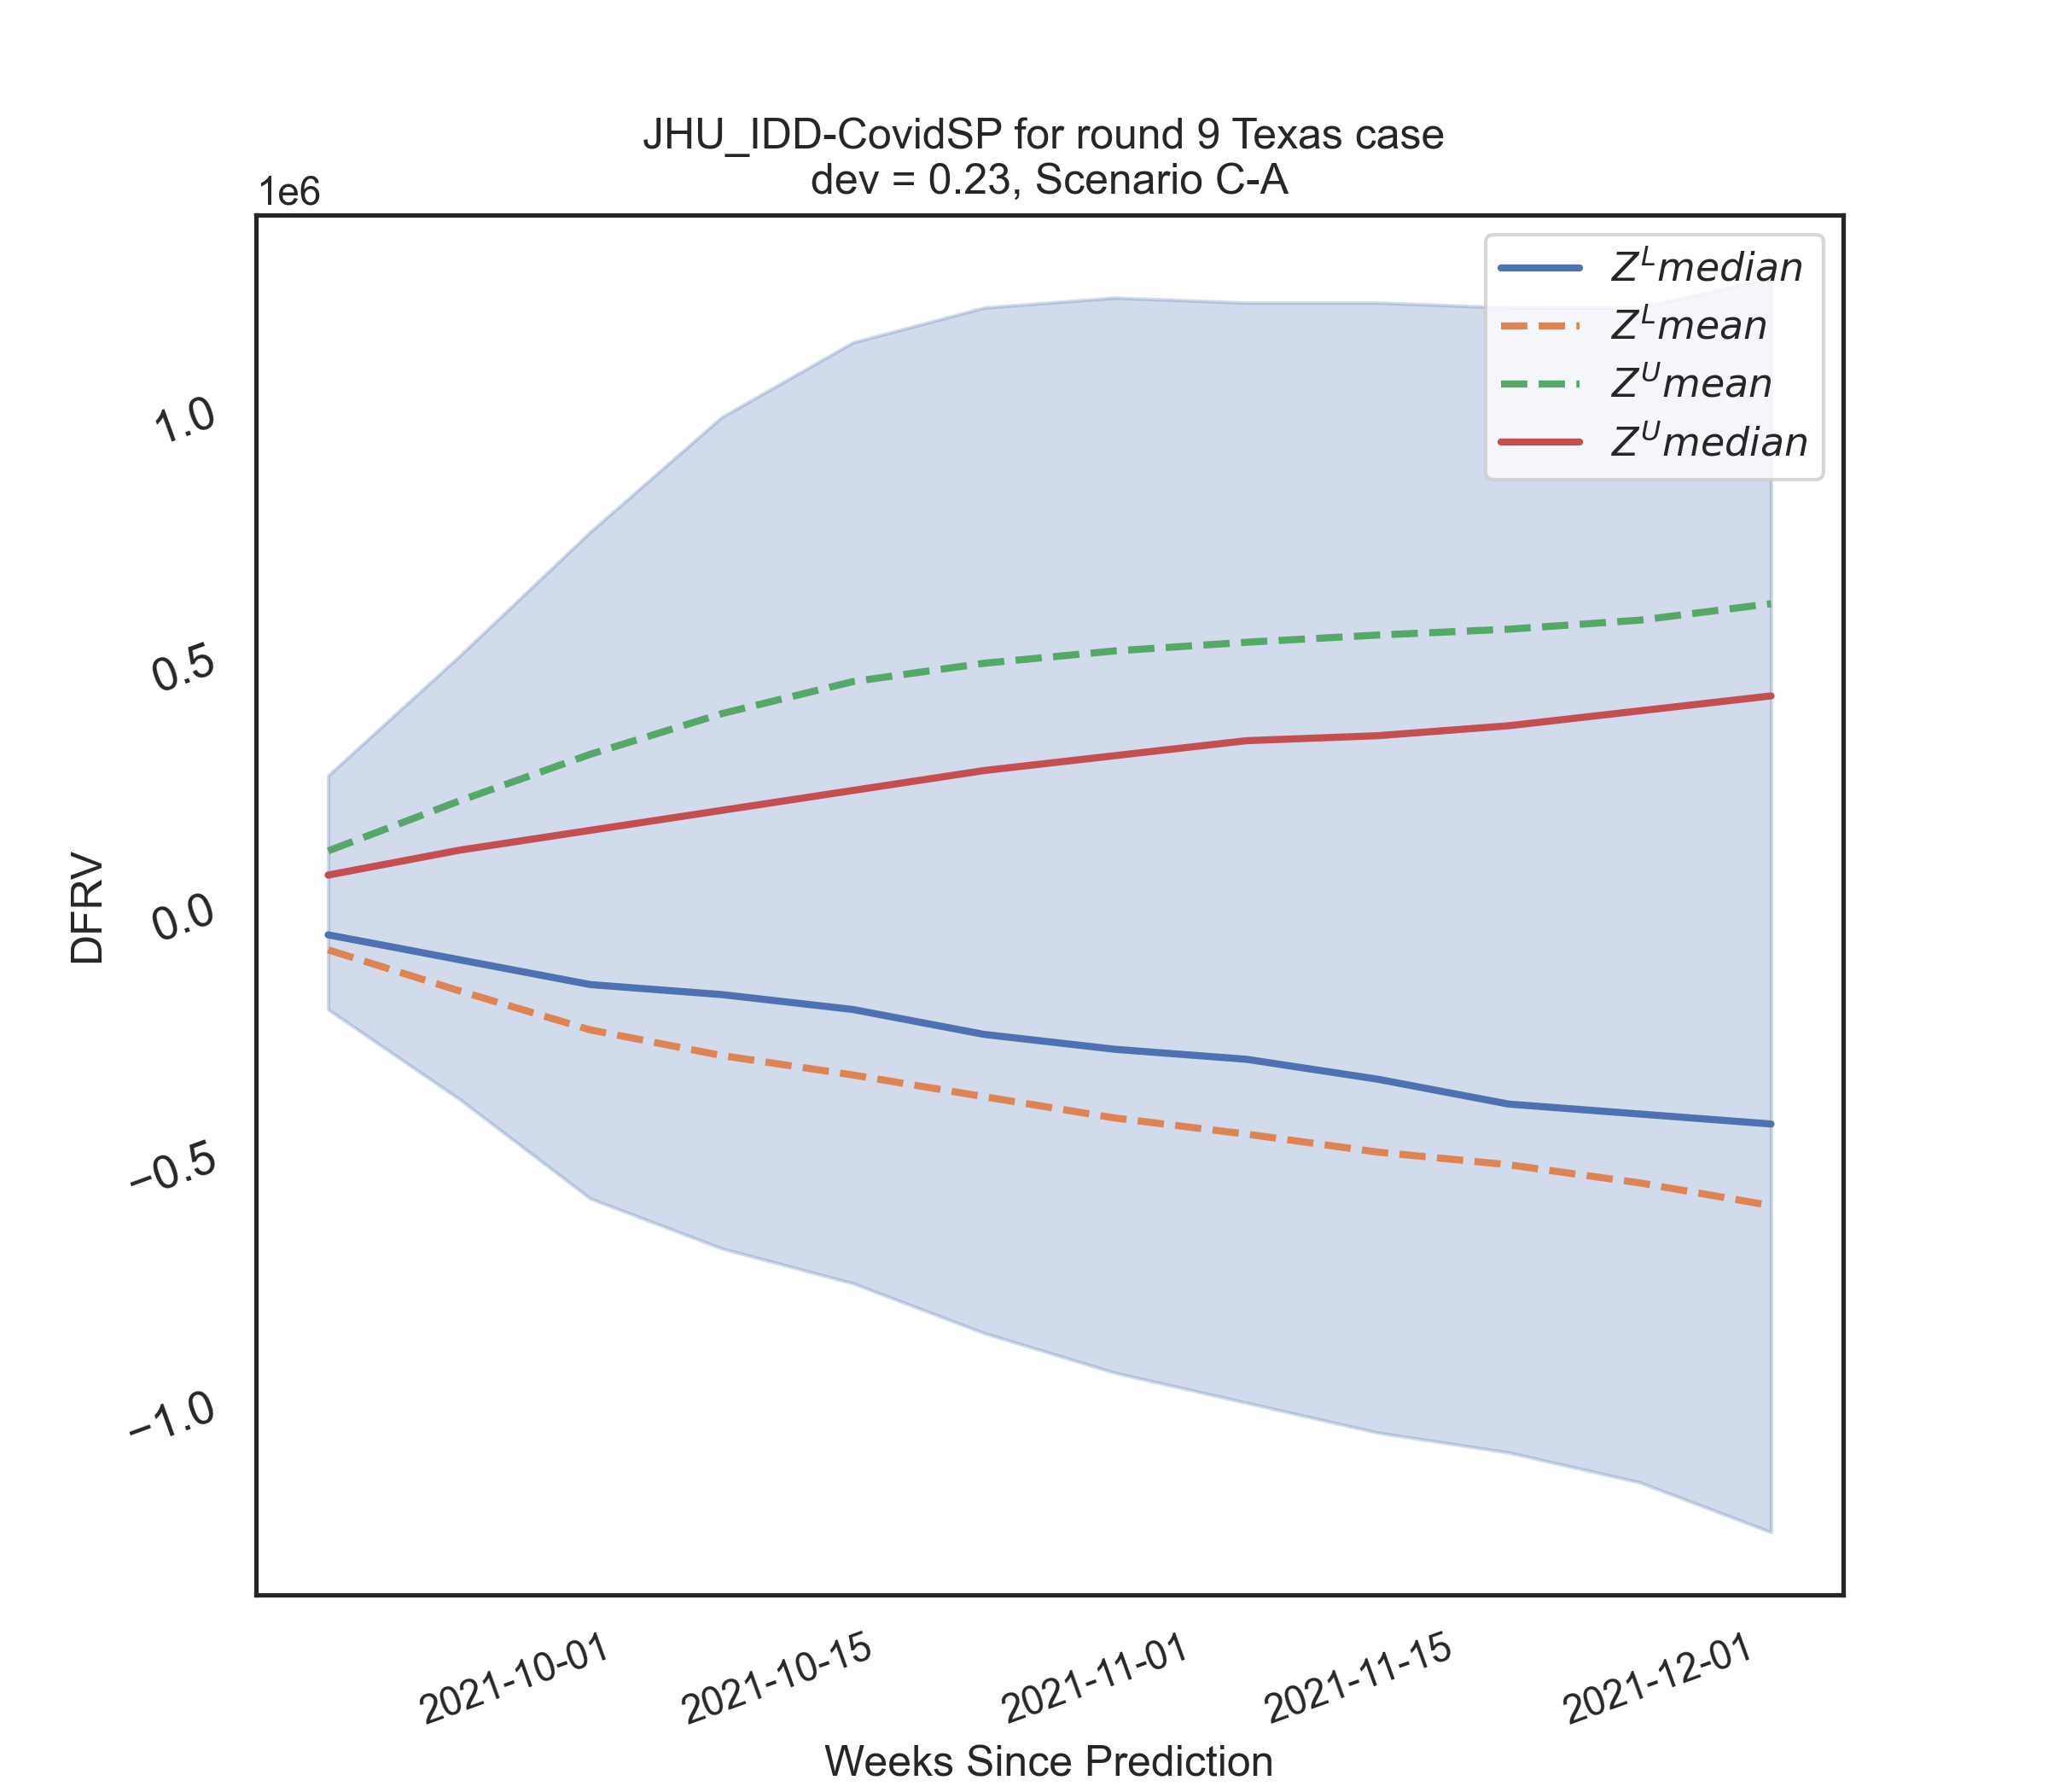 JHU_IDD-CovidSP for round 9 Texas case
dev = 0.23, Scenario C-A
1e6
Z^L median
Z^L mean
Z^U mean
Z^U median
1.0
0.5
0.0
−0.5
−1.0
DFRV
2021-10-01
2021-10-15
2021-11-01
2021-11-15
2021-12-01
Weeks Since Prediction